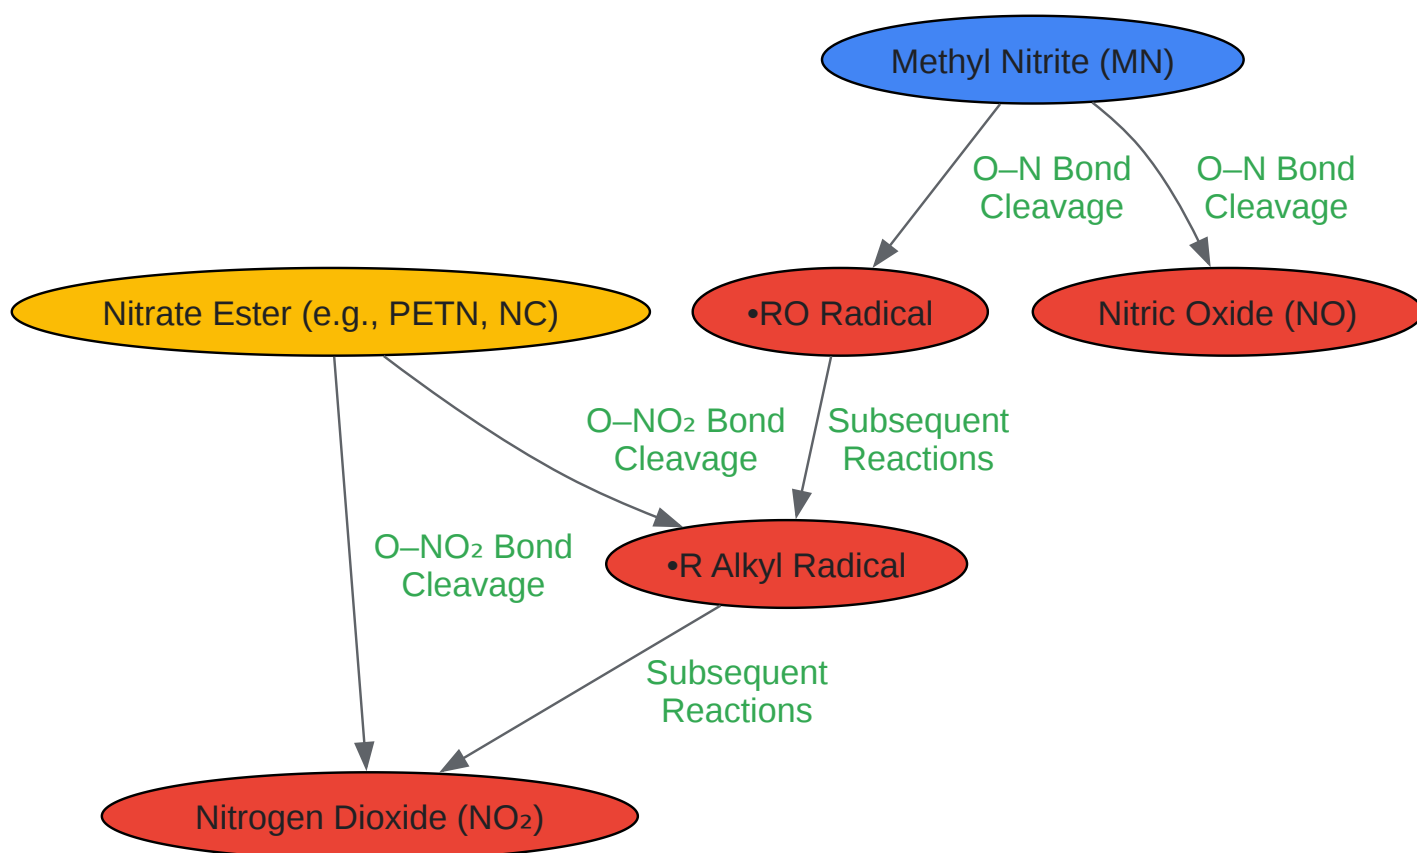 Methyl Nitrite (MN)
O–N Bond
Cleavage
O–N Bond
Cleavage
Nitrate Ester (e.g., PETN, NC)
•RO Radical
Nitric Oxide (NO)
O–NO₂ Bond
Cleavage
Subsequent
Reactions
O–NO₂ Bond
Cleavage
•R Alkyl Radical
Subsequent
Reactions
Nitrogen Dioxide (NO₂)